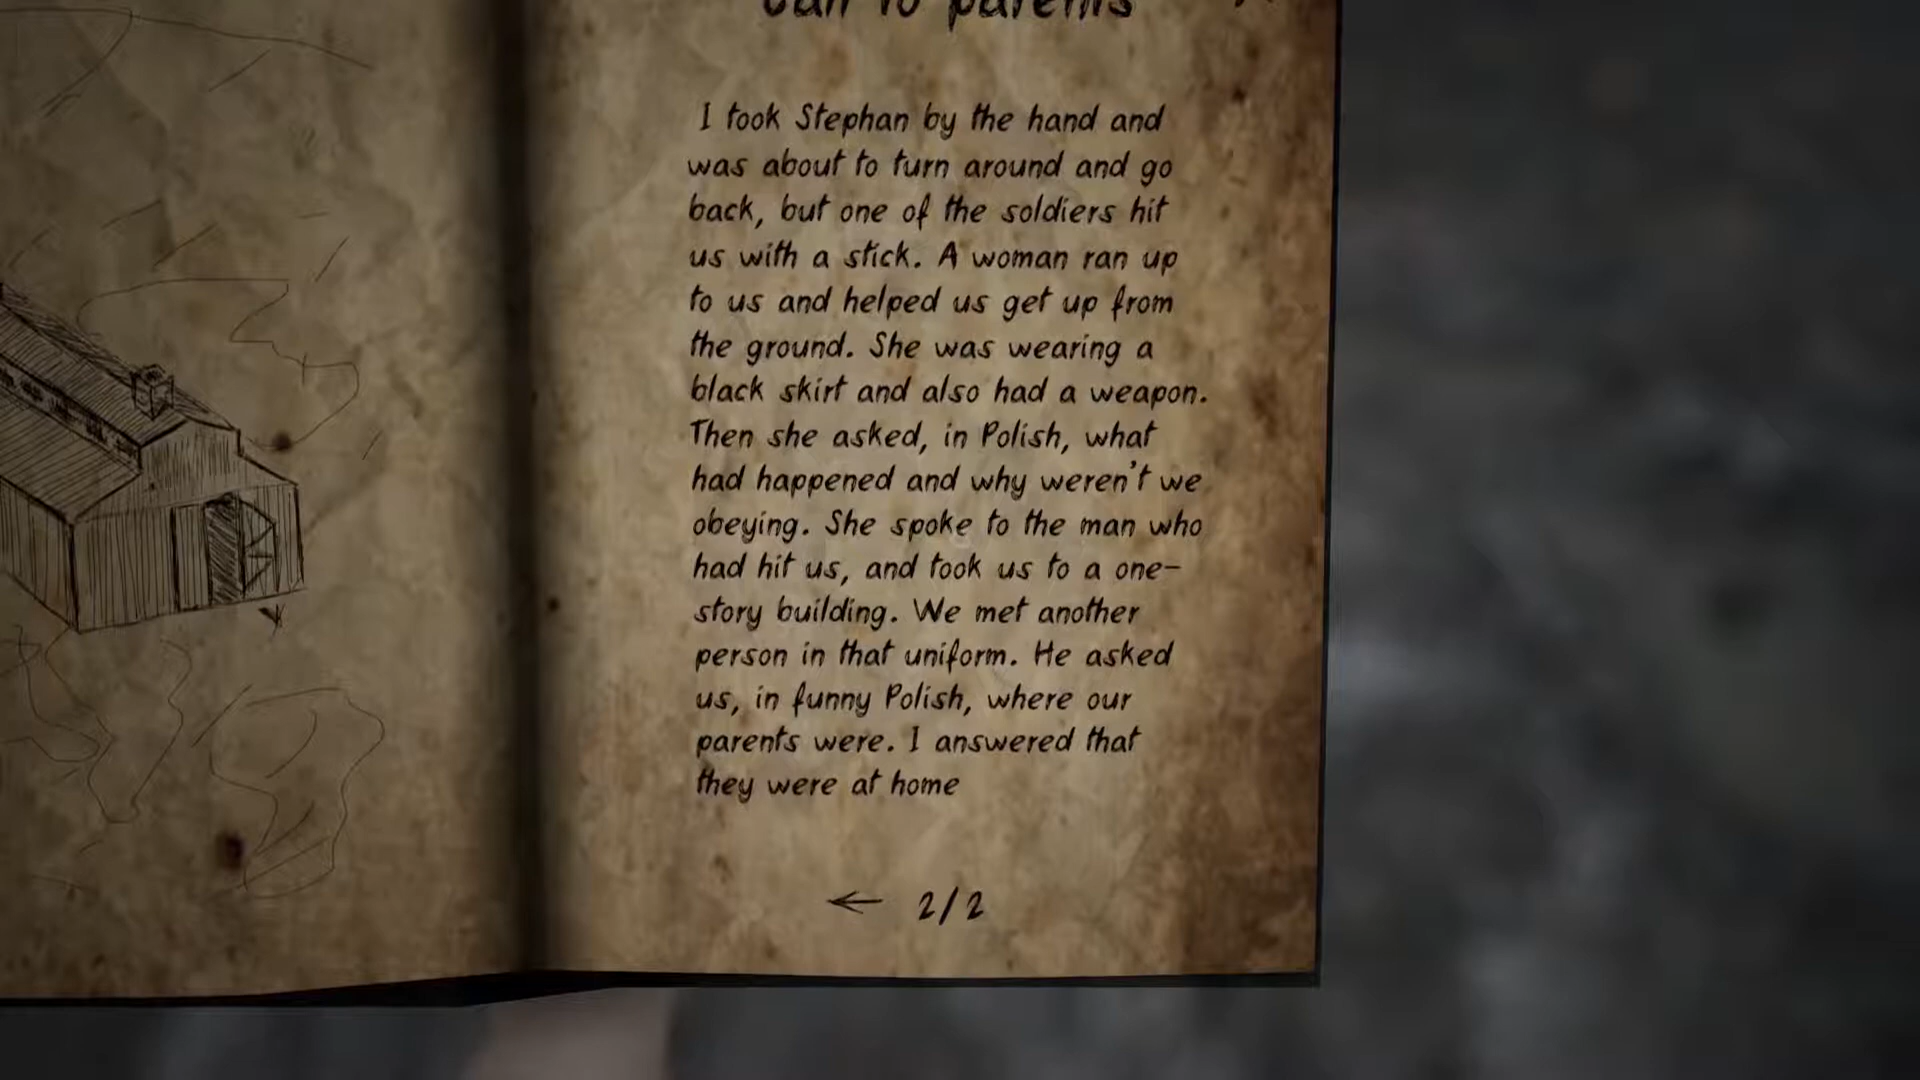 to parents
I took Stephan by the hand and
was about to turn around and go
back, but one of the soldiers hit
us with a stick. A woman ran up
to us and helped us get up from
the ground. She was wearing a
black skirt and also had a weapon.
Then she asked, in Polish, what
had happened and why weren't we
obeying. She spoke to the man who
had hit us, and took us to a one-
story building. We met another
person in that uniform. He asked
us, in funny Polish, where our
parents were. I answered that
they were at home
← 2/2